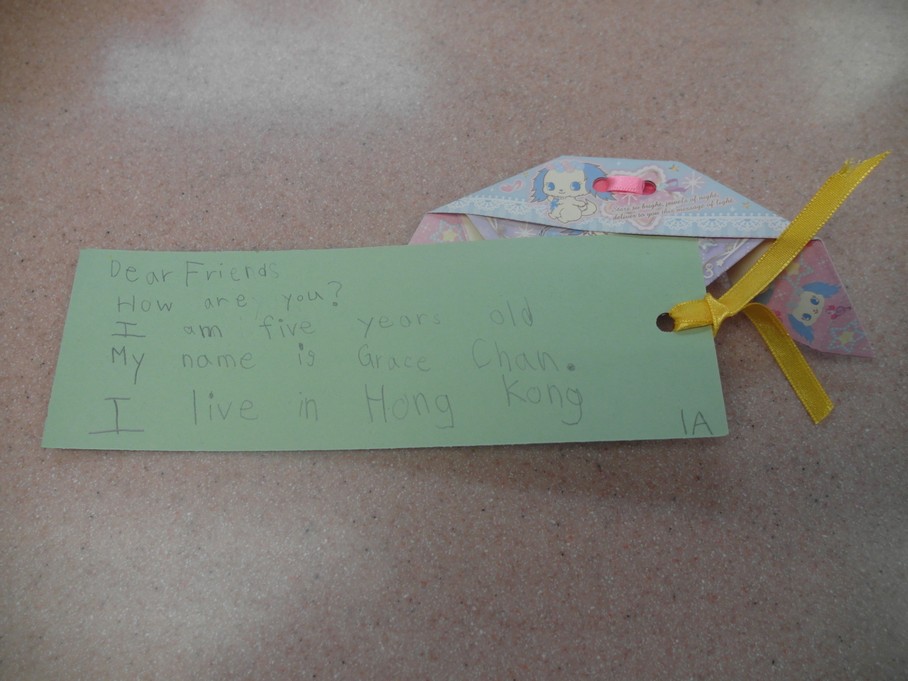 Dear Friends
How are you?
I am five years old
My name is Grace Chan.
I live in Hong Kong
1A